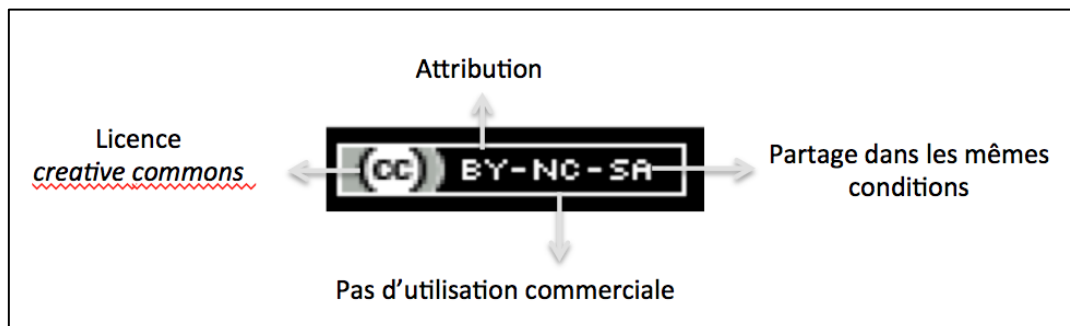 Attribution
Licence
creative commons
(cc) BY-NC-SA
Partage dans les mêmes
conditions
Pas d’utilisation commerciale